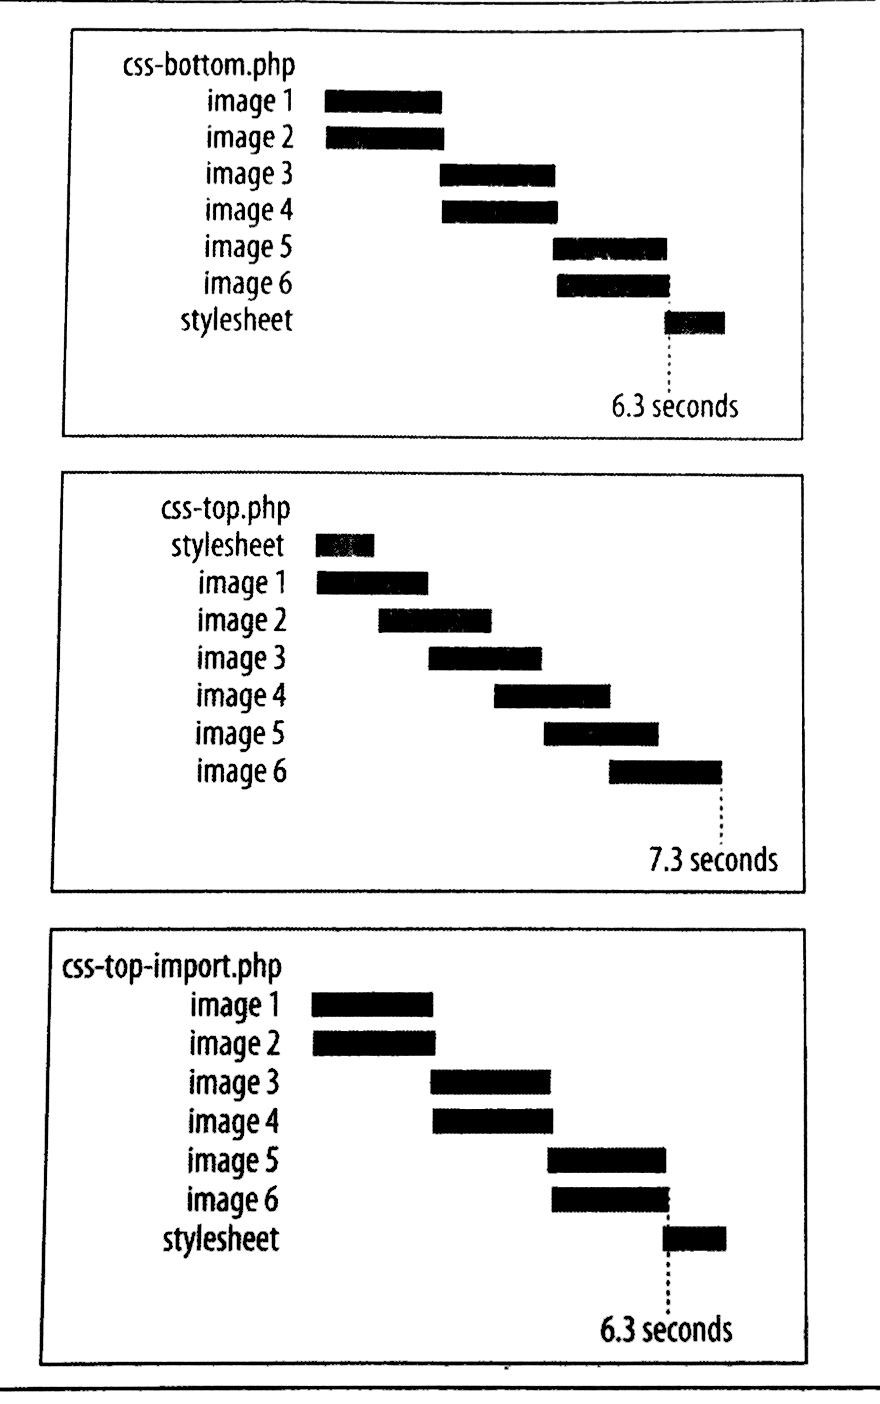 css-bottom.php
image 1
image 2
image 3
image 4
image 5
image 6
stylesheet
6.3 seconds
css-top.php
stylesheet
image 1
image 2
image 3
image 4
image 5
image 6
7.3 seconds
css-top-import.php
image 1
image 2
image 3
image 4
image 5
image 6
stylesheet
6.3 seconds